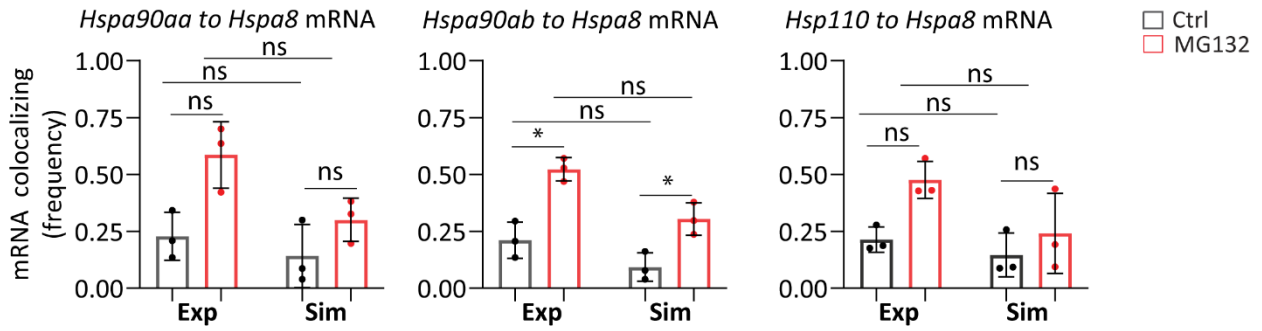 Hspa90aa to Hspa8 mRNA
Hspa90ab to Hspa8 mRNA
Hsp110 to Hspa8 mRNA
Ctrl
MG132
mRNA colocalizing
(frequency)
1.00
0.75
0.50
0.25
0.00
ns
ns
ns
ns
Exp
Sim
1.00
0.75
0.50
0.25
0.00
ns
ns
*
*
Exp
Sim
1.00
0.75
0.50
0.25
0.00
ns
ns
ns
ns
Exp
Sim